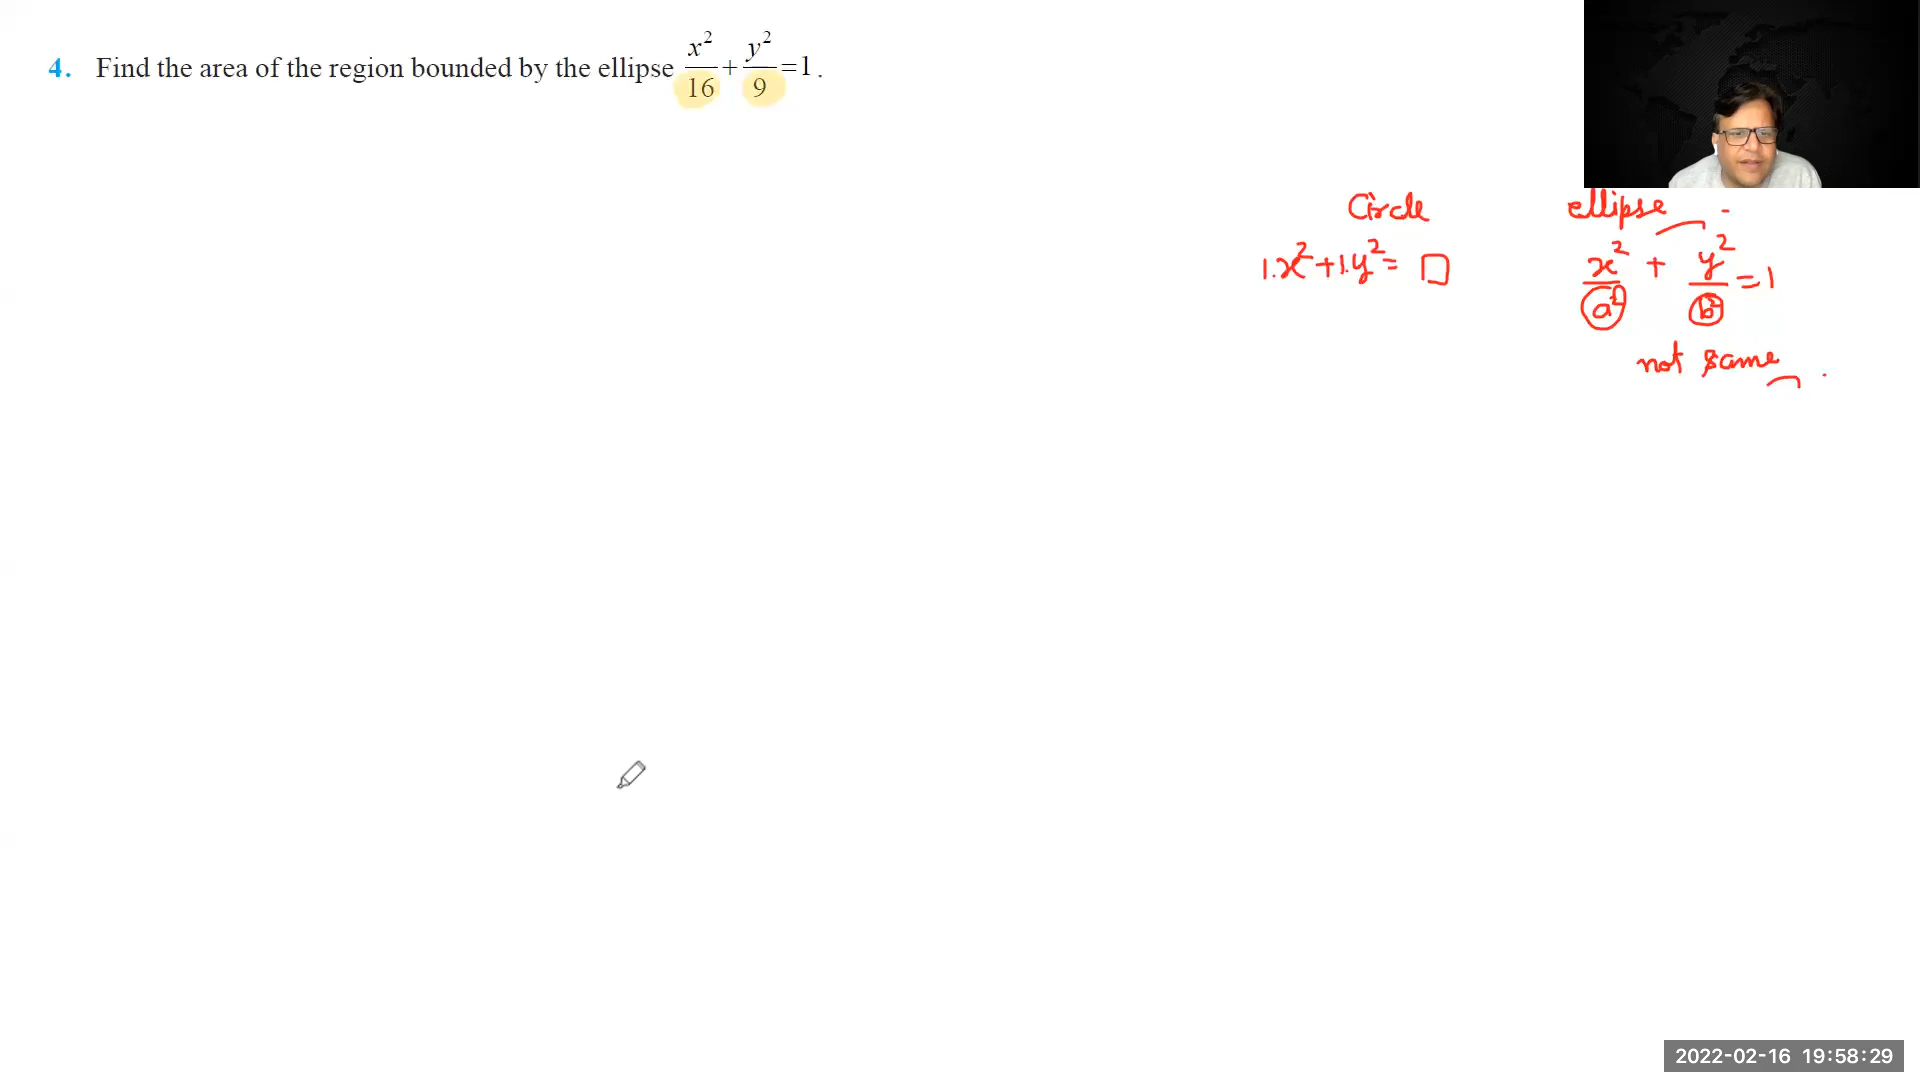 4. Find the area of the region bounded by the ellipse x²/16 + y²/9 = 1.
Circle
1.x² + 1.y² = □
ellipse
x²/a² + y²/b² = 1
not same
2022-02-16 19:58:29